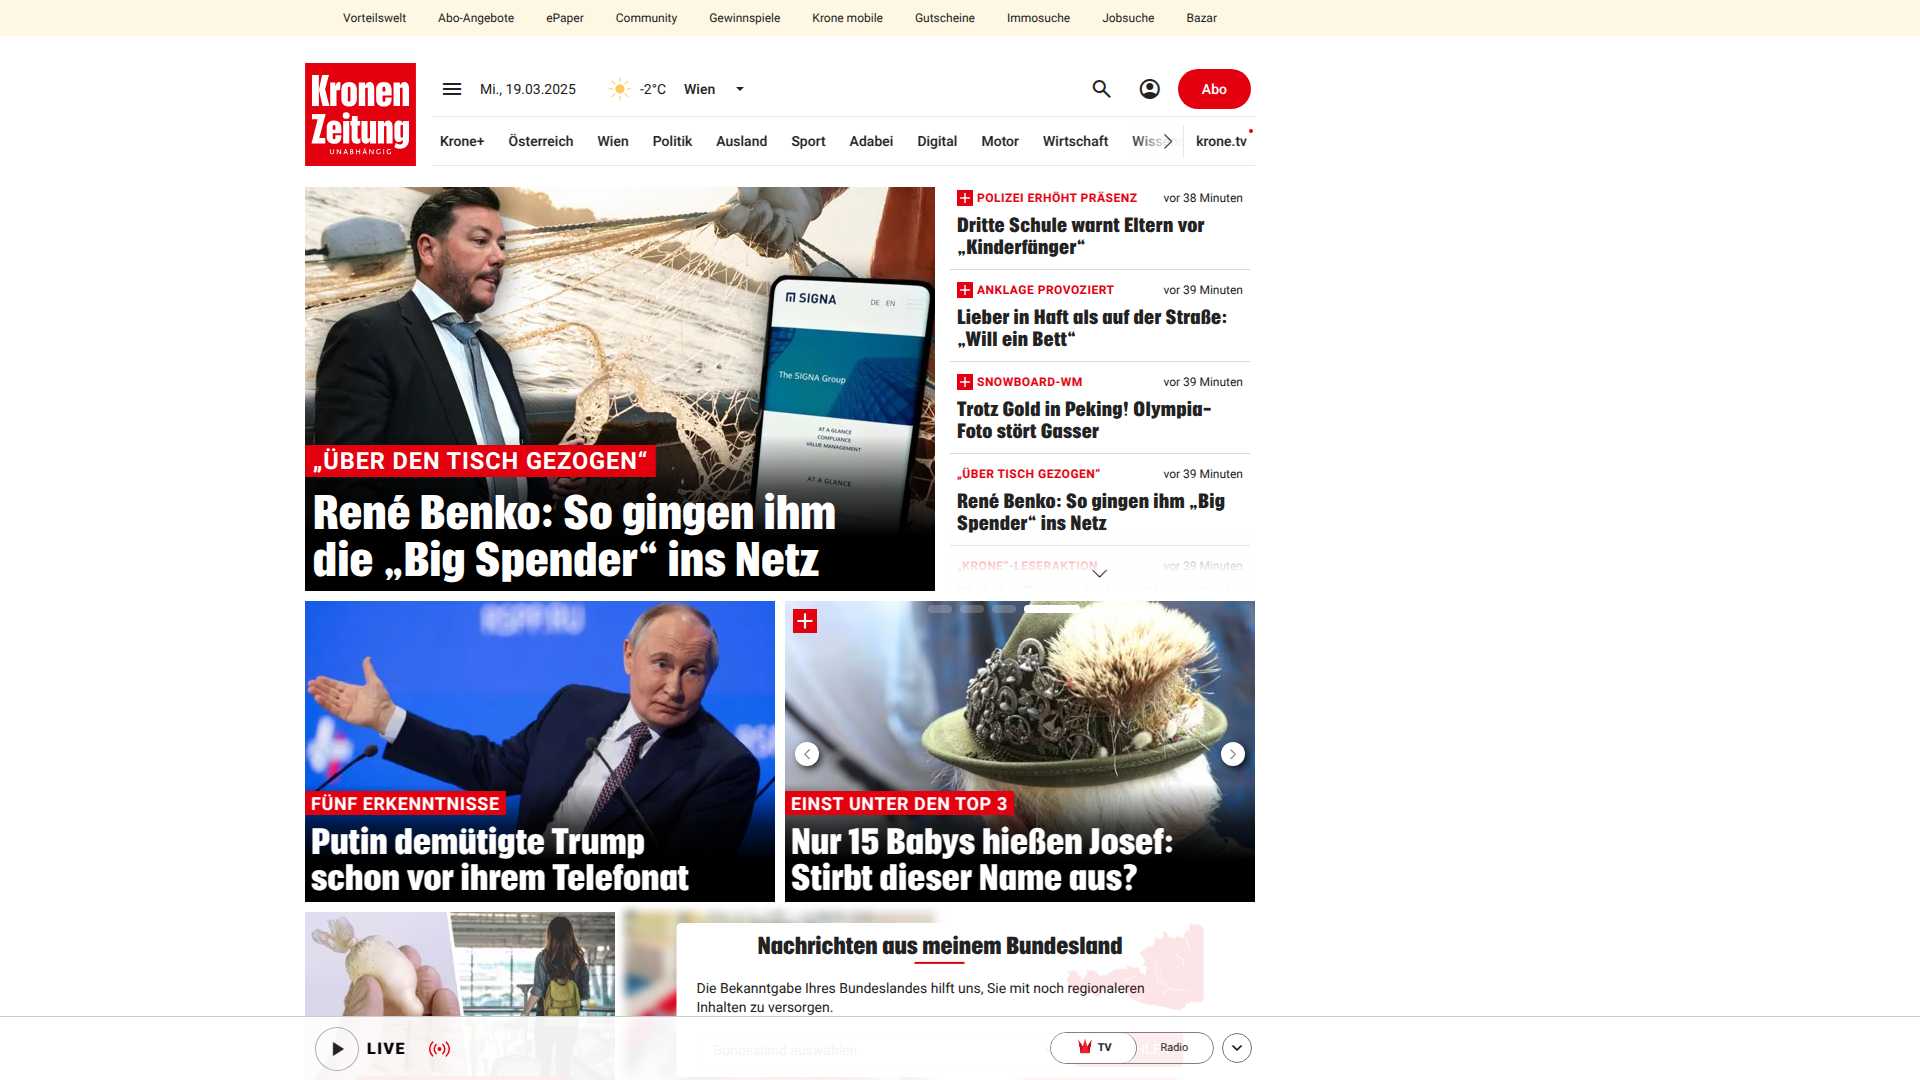 Vorteilswelt Abo-Angebote ePaper Community Gewinnspiele Krone mobile Gutscheine Immosuche Jobsuche Bazar
Kronen
Zeitung
UNABHÄNGIG
Mi., 19.03.2025 -2°C Wien
Abo
Krone+ Österreich Wien Politik Ausland Sport Adabei Digital Motor Wirtschaft krone.tv
SIGNA DE EN
The SIGNA Group
AT A GLANCE
COMPLIANCE
VALUE MANAGEMENT
AT A GLANCE
„ÜBER DEN TISCH GEZOGEN“
René Benko: So gingen ihm
die „Big Spender“ ins Netz
POLIZEI ERHÖHT PRÄSENZ vor 38 Minuten
Dritte Schule warnt Eltern vor
„Kinderfänger“
ANKLAGE PROVOZIERT vor 39 Minuten
Lieber in Haft als auf der Straße:
„Will ein Bett“
SNOWBOARD-WM vor 39 Minuten
Trotz Gold in Peking! Olympia-
Foto stört Gasser
„ÜBER TISCH GEZOGEN“ vor 39 Minuten
René Benko: So gingen ihm „Big
Spender“ ins Netz
„KRONE“-LESERAKTION vor 39 Minuten
RSPP.RU
FÜNF ERKENNTNISSE
Putin demütigte Trump
schon vor ihrem Telefonat
EINST UNTER DEN TOP 3
Nur 15 Babys hießen Josef:
Stirbt dieser Name aus?
Nachrichten aus meinem Bundesland
Die Bekanntgabe Ihres Bundeslandes hilft uns, Sie mit noch regionaleren
Inhalten zu versorgen.
Bundesland auswählen
LIVE
TV Radio